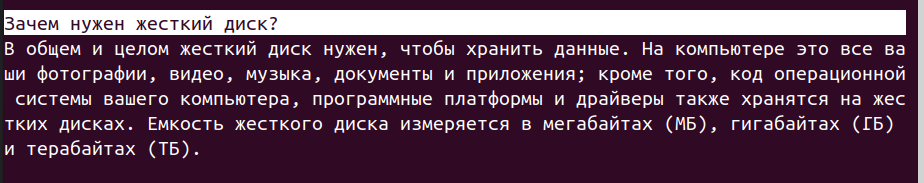 Зачем нужен жесткий диск?
В общем и целом жесткий диск нужен, чтобы хранить данные. На компьютере это все ва
ши фотографии, видео, музыка, документы и приложения; кроме того, код операционной
системы вашего компьютера, программные платформы и драйверы также хранятся на жес
тких дисках. Емкость жесткого диска измеряется в мегабайтах (МБ), гигабайтах (ГБ)
и терабайтах (ТБ).